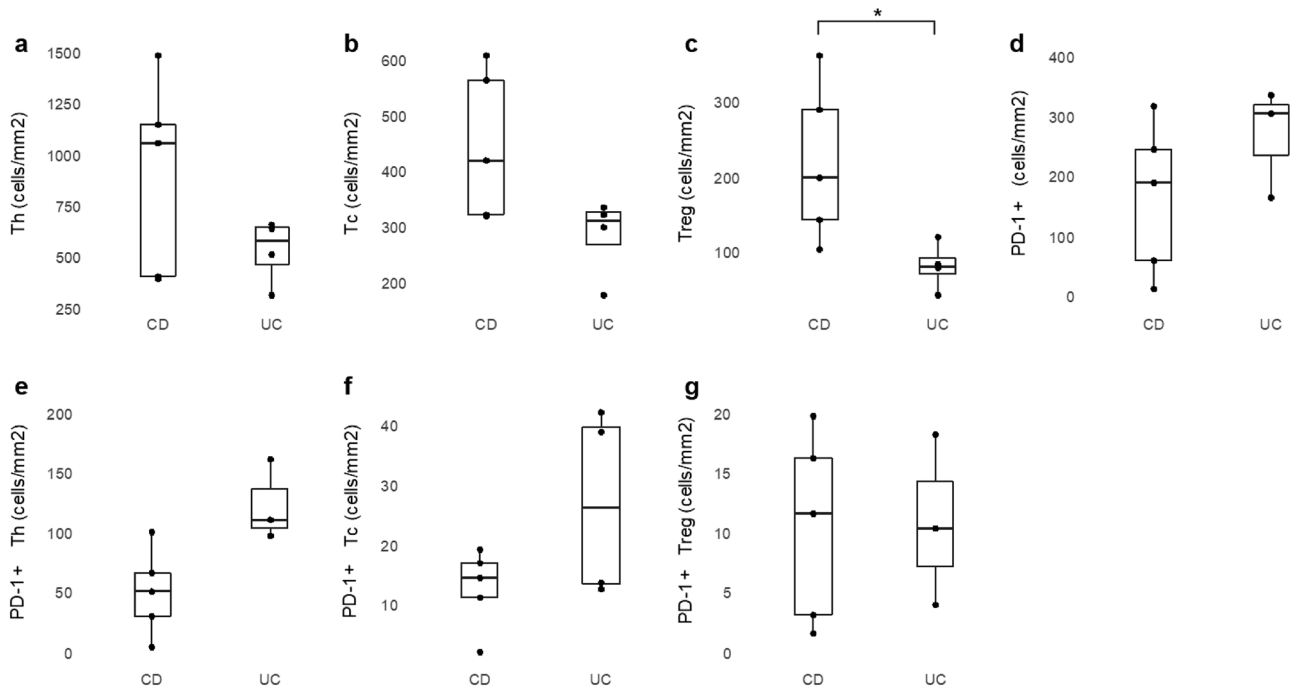 a
Th (cells/mm2)
1500
1250
1000
750
500
250
CD UC
b
Tc (cells/mm2)
600
500
400
300
200
CD UC
c
*
Treg (cells/mm2)
300
200
100
CD UC
d
PD-1+ (cells/mm2)
400
300
200
100
0
CD UC
e
PD-1+ Th (cells/mm2)
200
150
100
50
0
CD UC
f
PD-1+ Tc (cells/mm2)
40
30
20
10
CD UC
g
PD-1+ Treg (cells/mm2)
20
15
10
5
0
CD UC